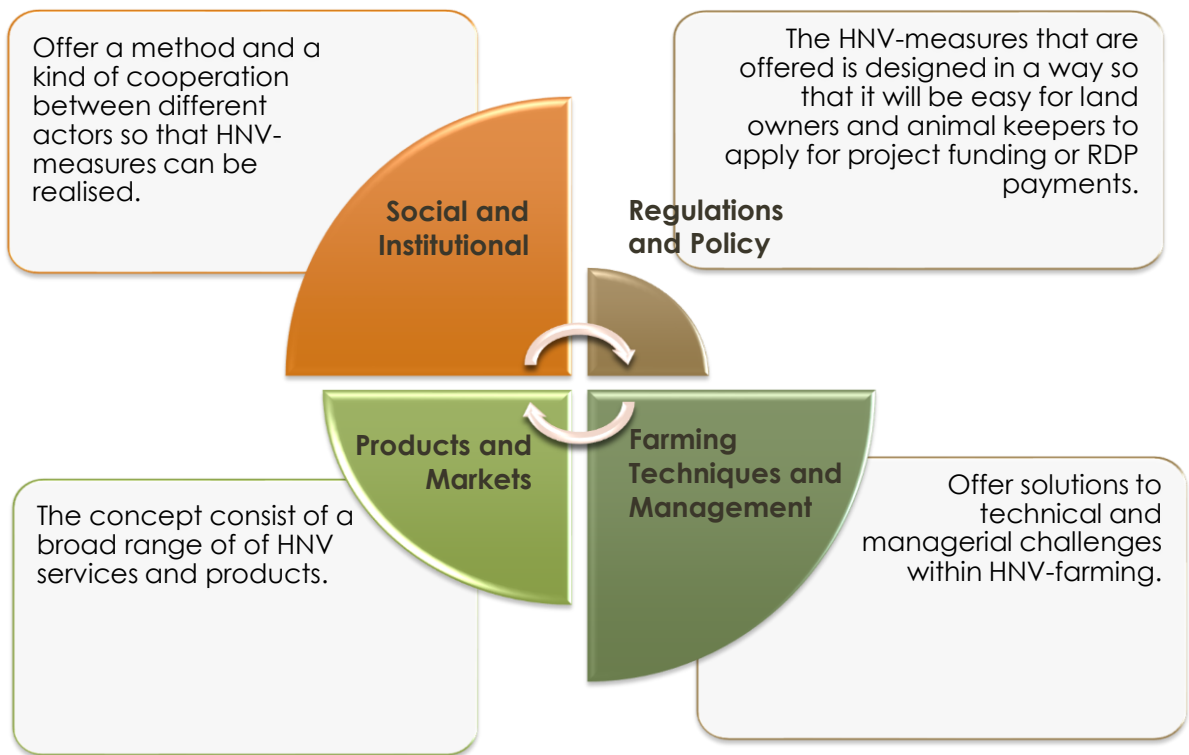 Offer a method and a
kind of cooperation
between different
actors so that HNV-
measures can be
realised.
The HNV-measures that are
offered is designed in a way so
that it will be easy for land
owners and animal keepers to
apply for project funding or RDP
payments.
Social and
Institutional
Regulations
and Policy
Products and
Markets
Farming
Techniques and
Management
The concept consist of a
broad range of of HNV
services and products.
Offer solutions to
technical and
managerial challenges
within HNV-farming.